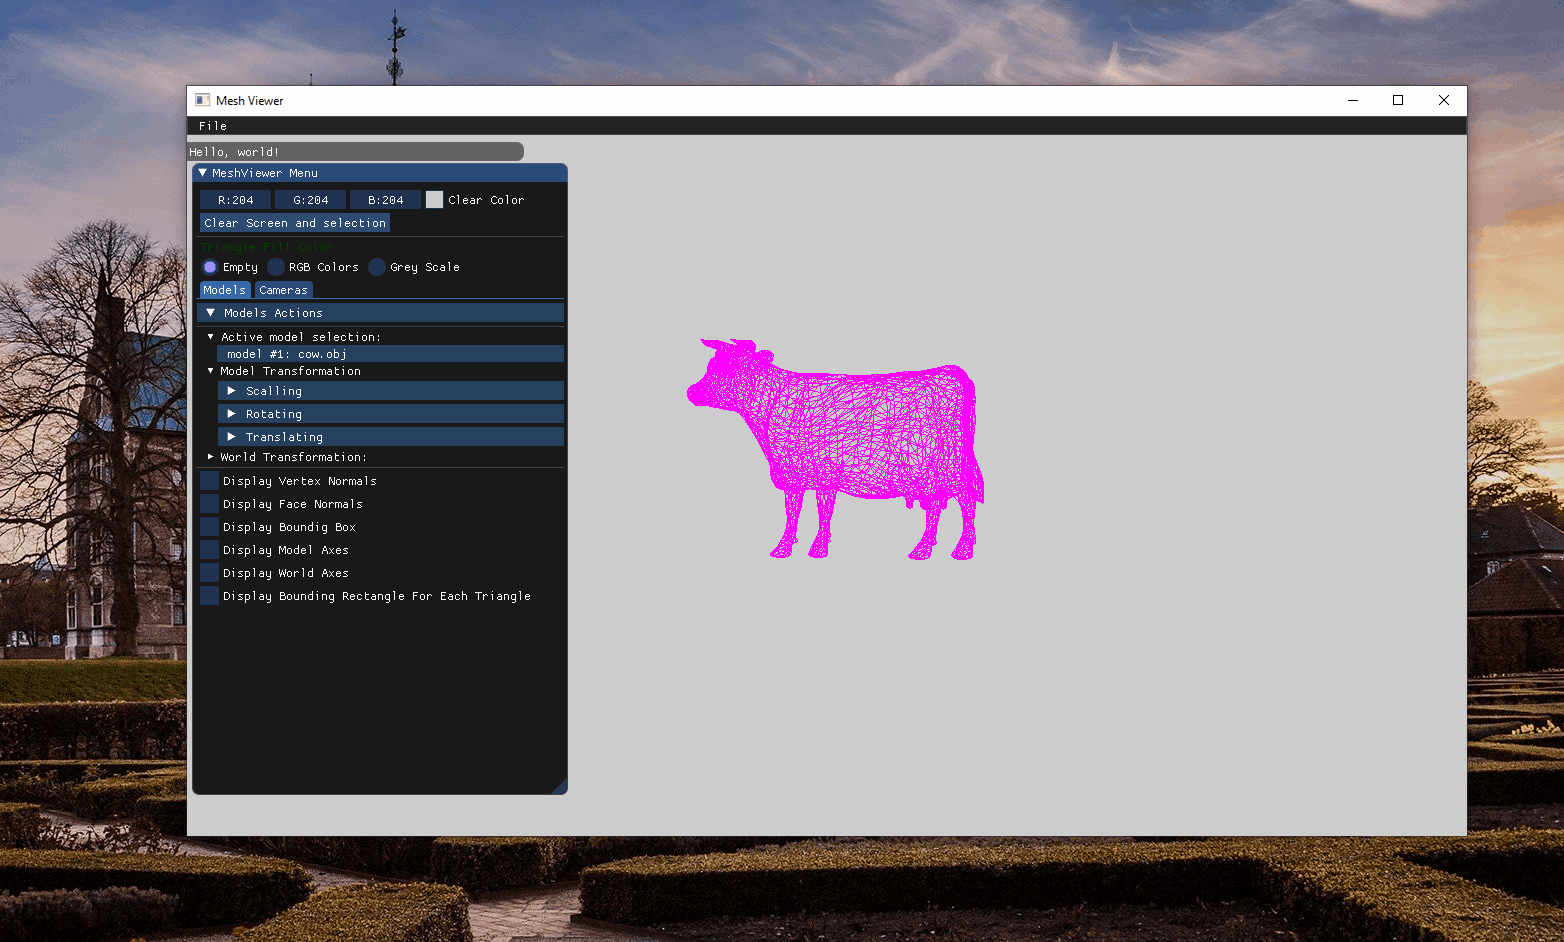 Mesh Viewer
File
Hello, world!
MeshViewer Menu
R:204 G:204 B:204 Clear Color
Clear Screen and selection
Triangle Fill Color:
Empty RGB Colors Grey Scale
Models Cameras
Models Actions
Active model selection:
model #1: cow.obj
Model Transformation
Scalling
Rotating
Translating
World Transformation:
Display Vertex Normals
Display Face Normals
Display Boundig Box
Display Model Axes
Display World Axes
Display Bounding Rectangle For Each Triangle